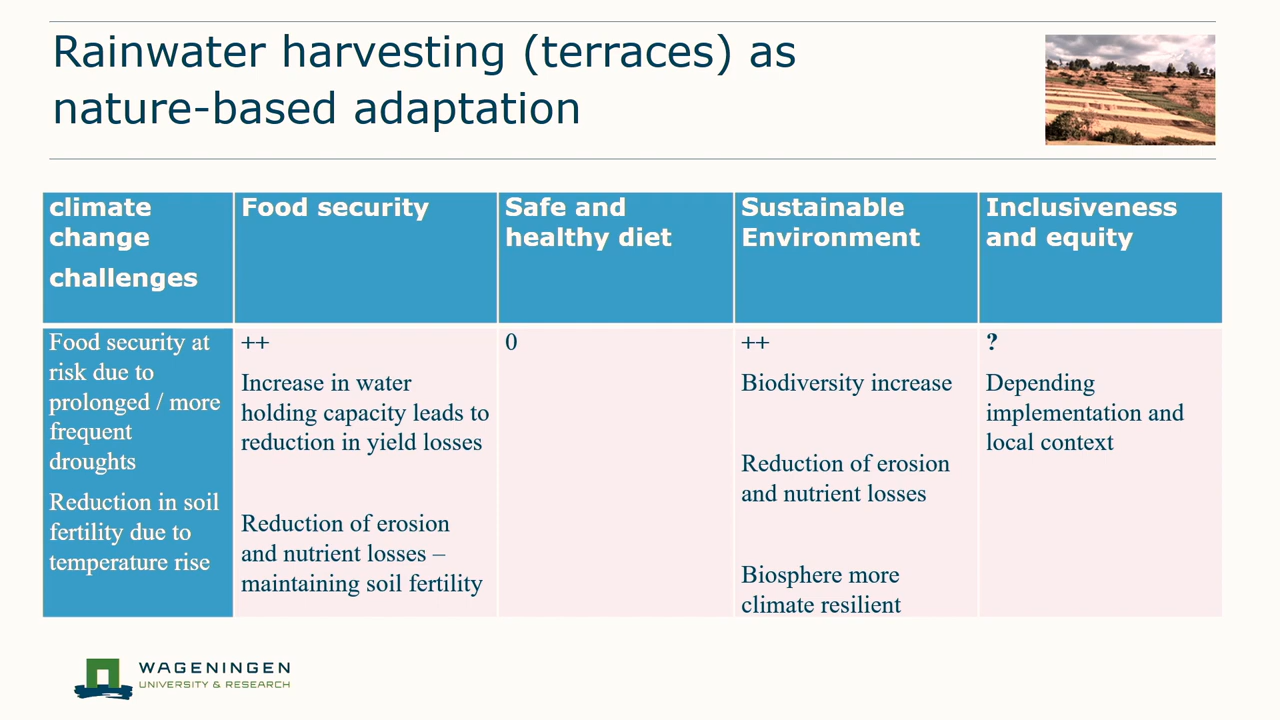 Rainwater harvesting (terraces) as
nature-based adaptation
climate
change
challenges
Food security
Safe and
healthy diet
Sustainable
Environment
Inclusiveness
and equity
Food security at
risk due to
prolonged / more
frequent
droughts
Reduction in soil
fertility due to
temperature rise
++
Increase in water
holding capacity leads to
reduction in yield losses
Reduction of erosion
and nutrient losses –
maintaining soil fertility
0
++
Biodiversity increase
Reduction of erosion
and nutrient losses
Biosphere more
climate resilient
?
Depending
implementation and
local context
WAGENINGEN
UNIVERSITY & RESEARCH